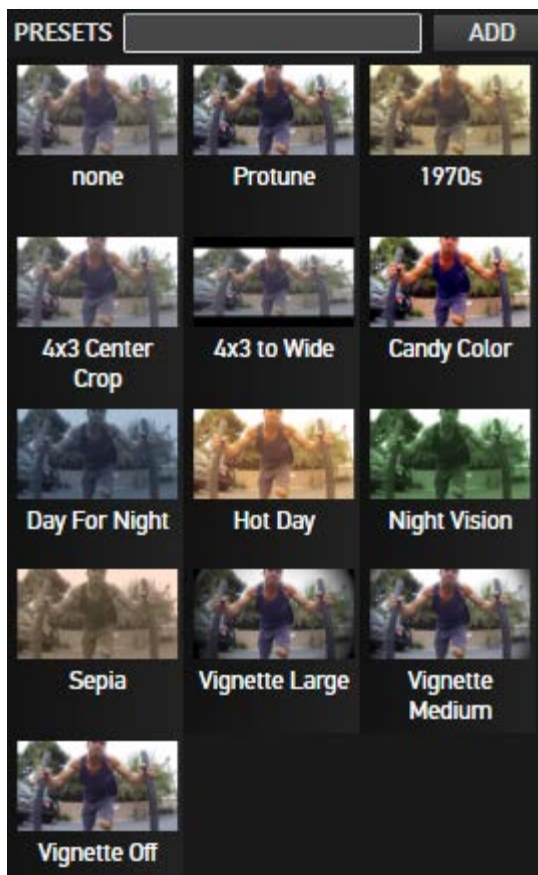 PRESETS ADD
none Protune 1970s
4x3 Center
Crop
4x3 to Wide Candy Color
Day For Night Hot Day Night Vision
Sepia Vignette Large Vignette
Medium
Vignette Off